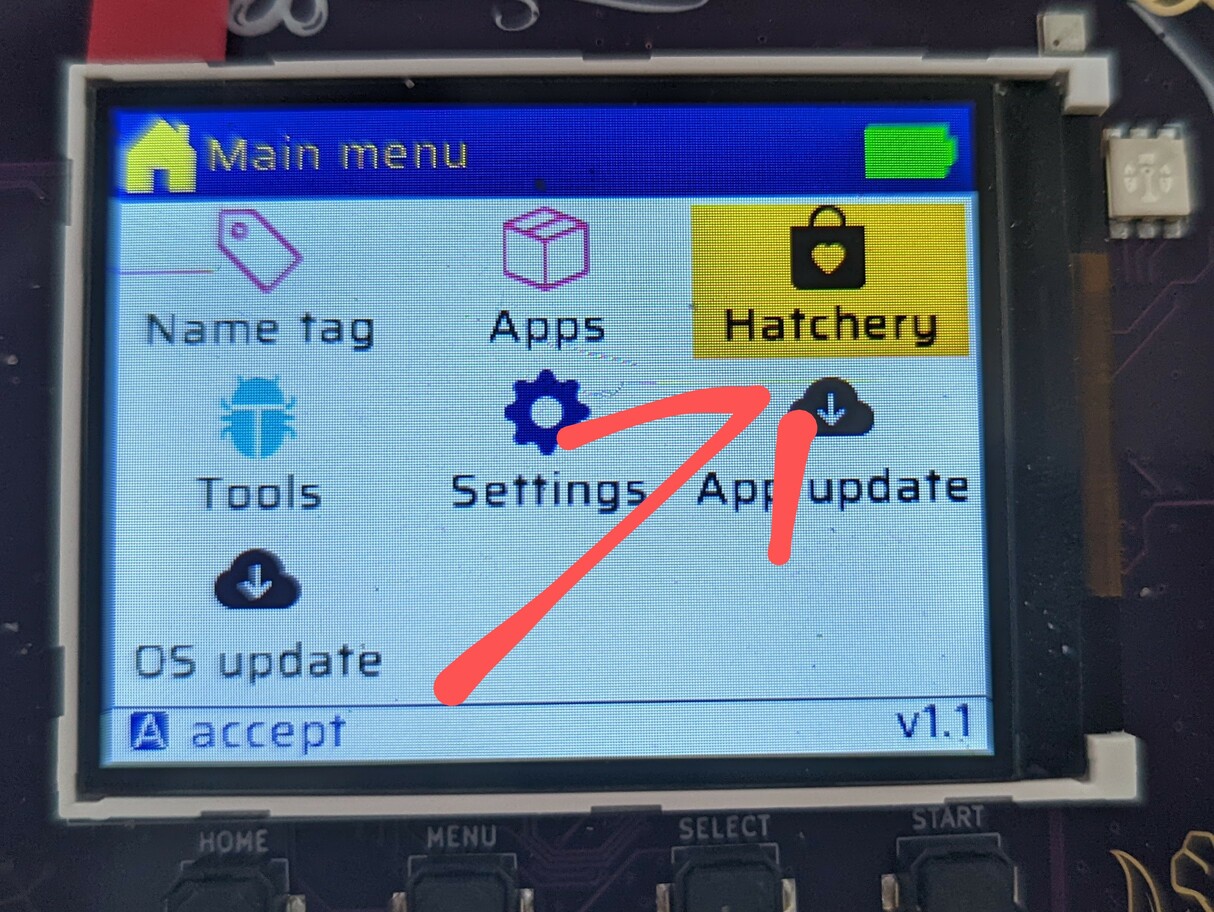 Main menu
Name tag Apps Hatchery
Tools Settings App update
OS update
A accept v1.1
HOME MENU SELECT START